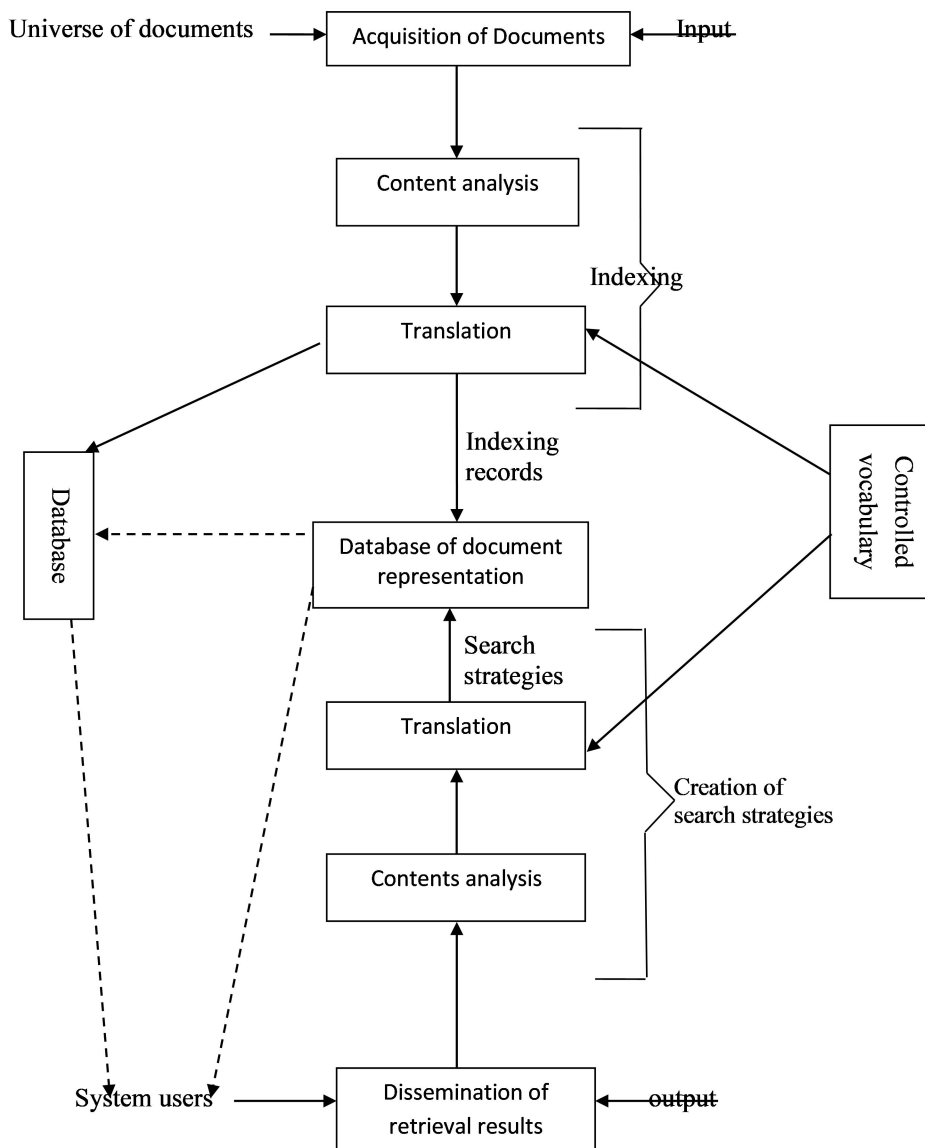 Universe of documents
Acquisition of Documents
Input
Content analysis
Indexing
Translation
Indexing
records
Controlled
vocabulary
Database
Database of document
representation
Search
strategies
Translation
Creation of
search strategies
Contents analysis
System users
Dissemination of
retrieval results
output